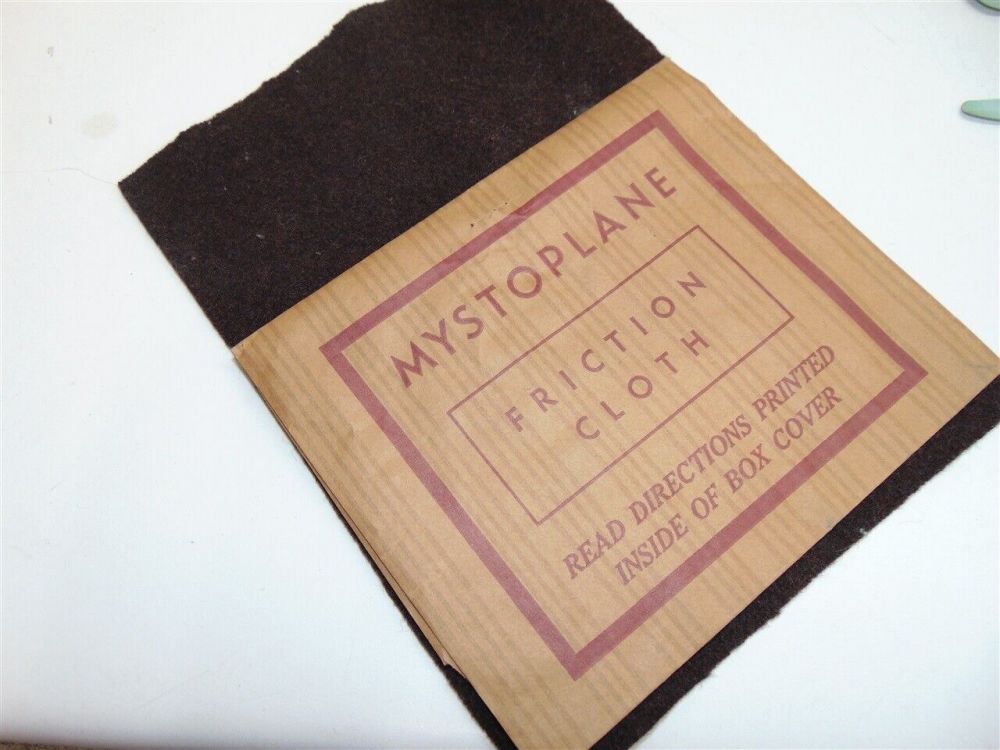 MYSTOPLANE
FRICTION
CLOTH
READ DIRECTIONS PRINTED
INSIDE OF BOX COVER